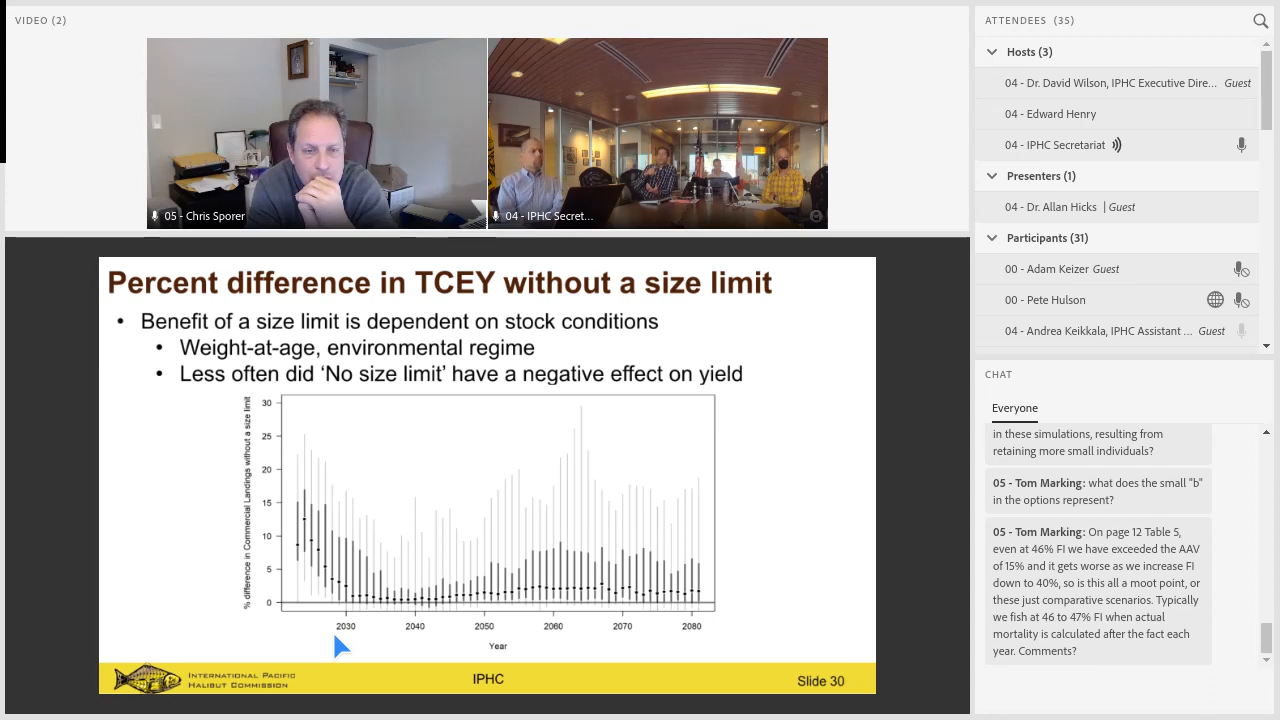 VIDEO (2)
05 - Chris Sporer
04 - IPHC Secret...
Percent difference in TCEY without a size limit
• Benefit of a size limit is dependent on stock conditions
• Weight-at-age, environmental regime
• Less often did ‘No size limit’ have a negative effect on yield
% difference in Commercial Landings without a size limit
30
25
20
15
10
5
0
2030 2040 2050 2060 2070 2080
Year
INTERNATIONAL PACIFIC
HALIBUT COMMISSION
IPHC
Slide 30
ATTENDEES (35)
Hosts (3)
04 - Dr. David Wilson, IPHC Executive Dire... Guest
04 - Edward Henry
04 - IPHC Secretariat
Presenters (1)
04 - Dr. Allan Hicks | Guest
Participants (31)
00 - Adam Keizer Guest
00 - Pete Hulson
04 - Andrea Keikkala, IPHC Assistant ... Guest
CHAT
Everyone
in these simulations, resulting from
retaining more small individuals?
05 - Tom Marking: what does the small "b"
in the options represent?
05 - Tom Marking: On page 12 Table 5,
even at 46% FI we have exceeded the AAV
of 15% and it gets worse as we increase FI
down to 40%, so is this all a moot point, or
these just comparative scenarios. Typically
we fish at 46 to 47% FI when actual
mortality is calculated after the fact each
year. Comments?